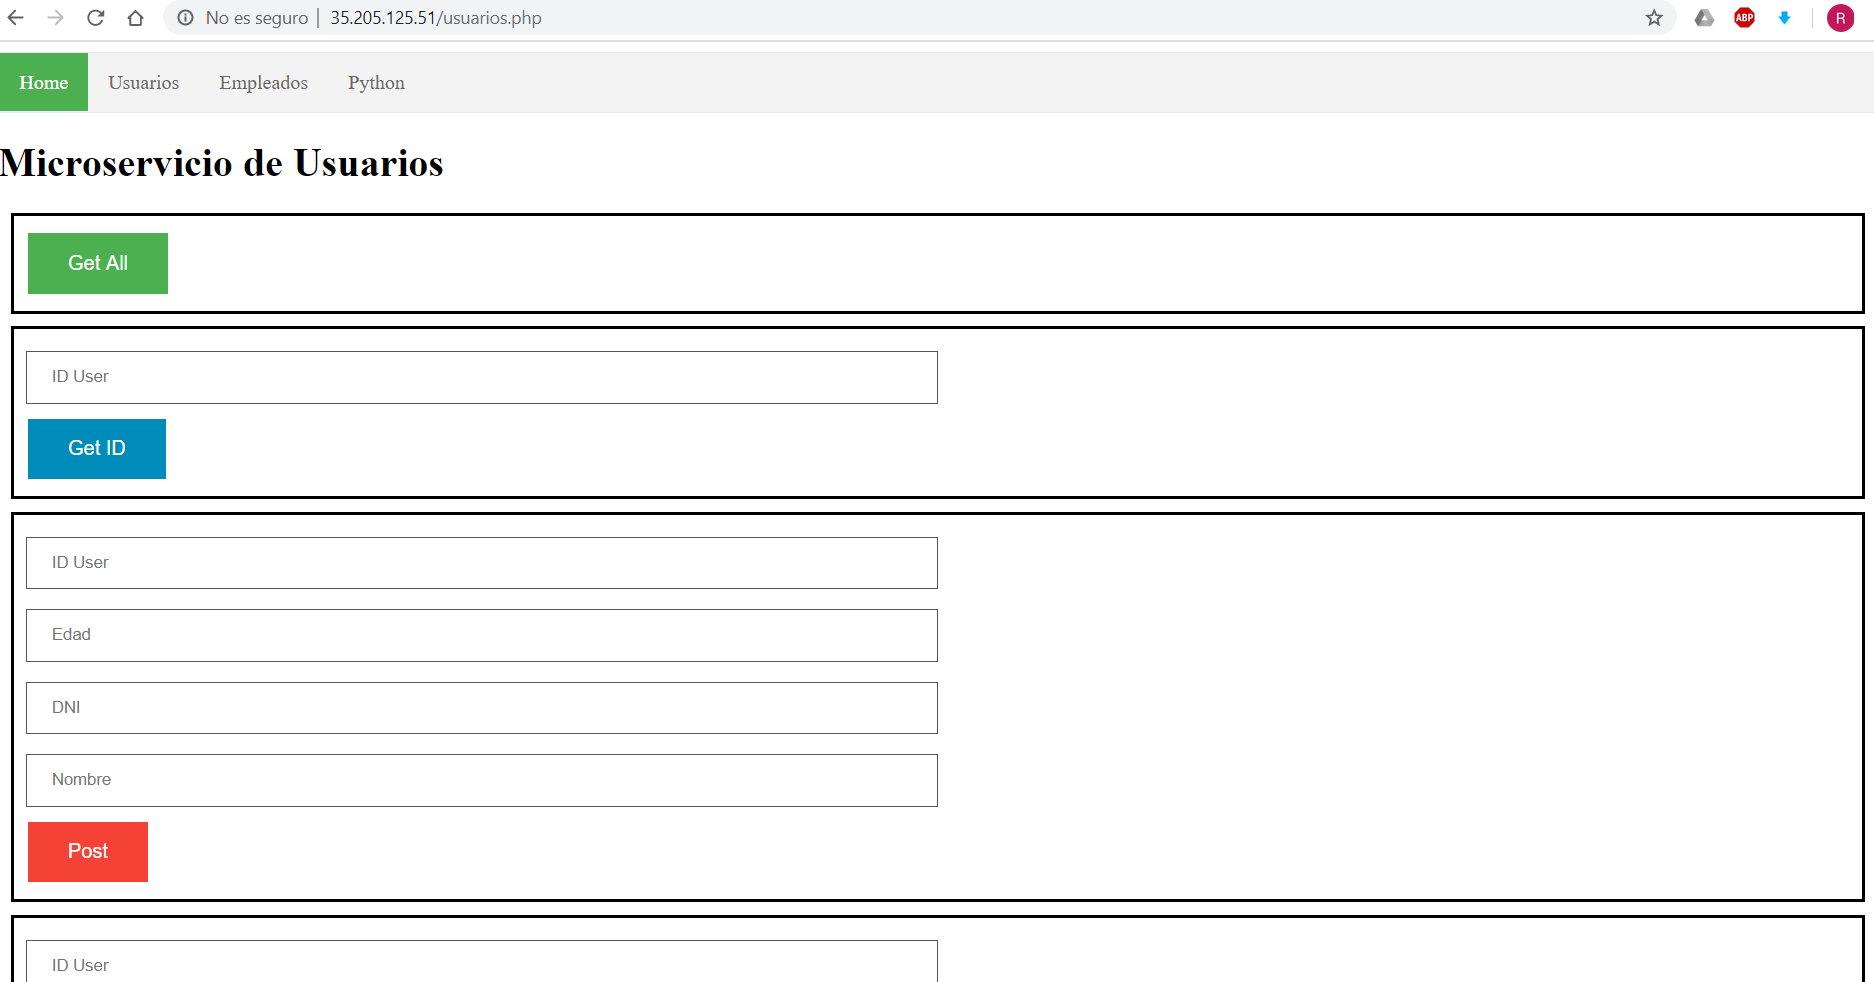 No es seguro | 35.205.125.51/usuarios.php ABP R
Home Usuarios Empleados Python
Microservicio de Usuarios
Get All
ID User
Get ID
ID User
Edad
DNI
Nombre
Post
ID User